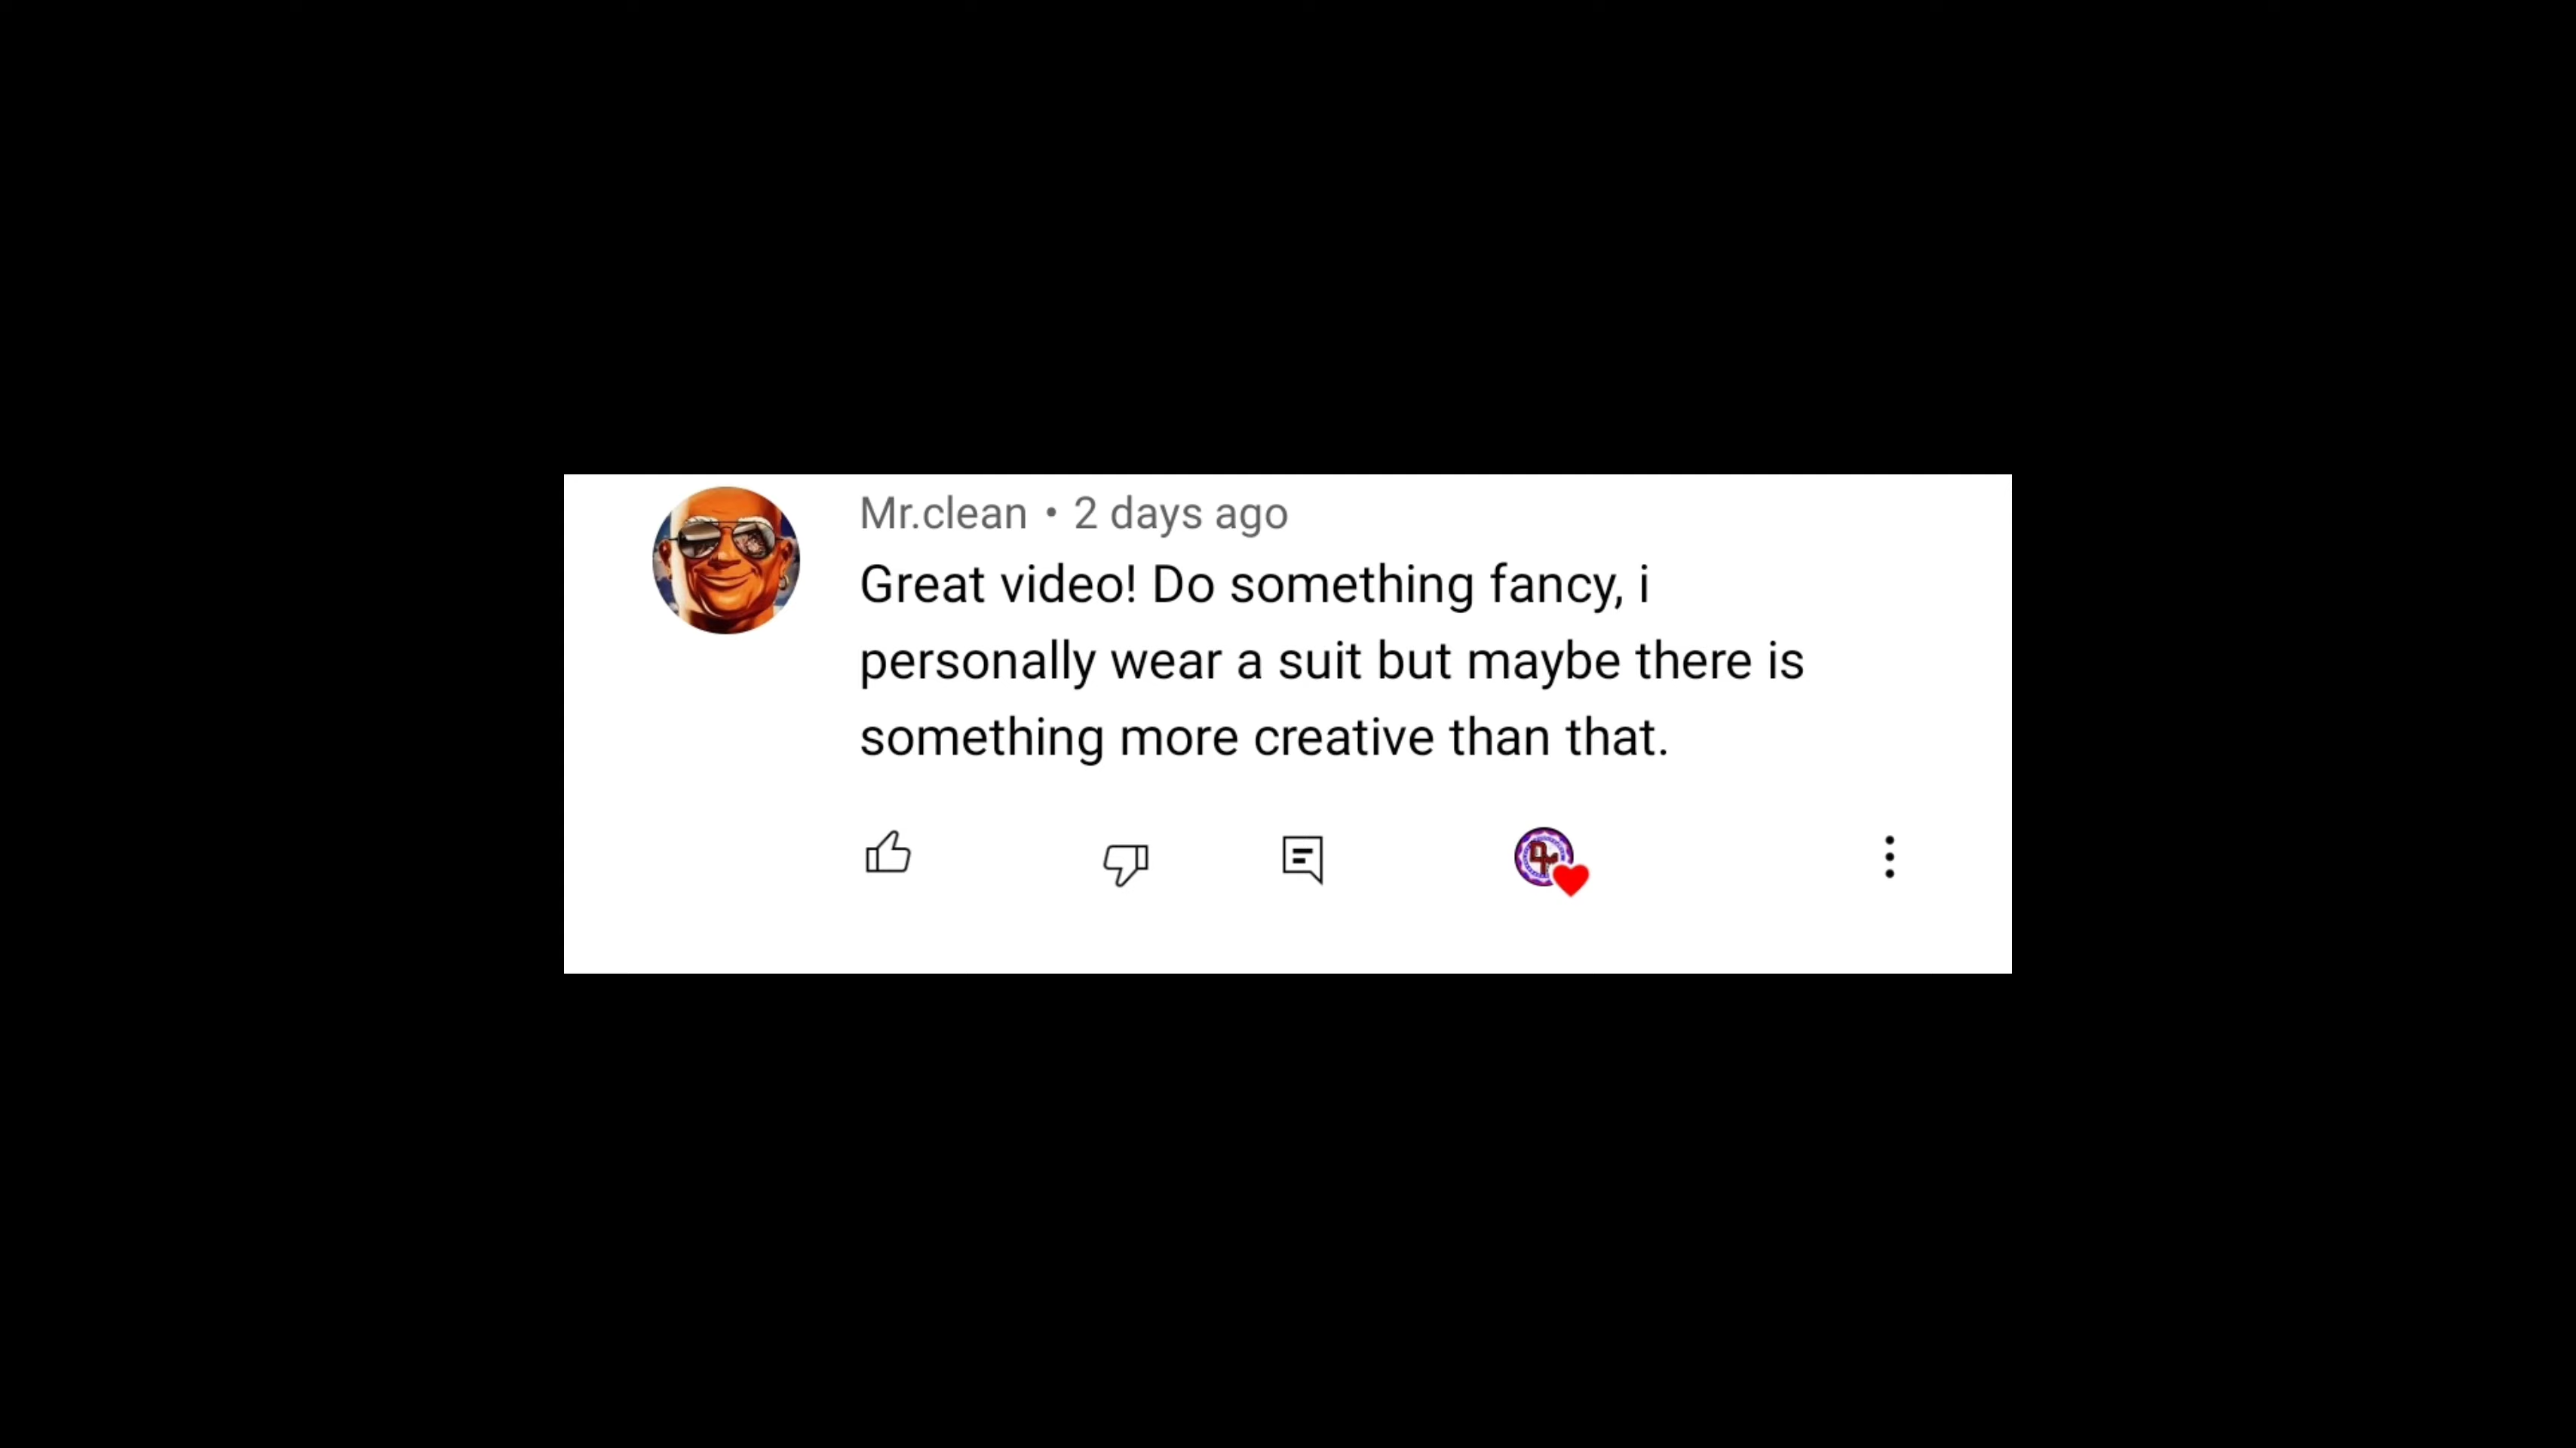 Mr.clean • 2 days ago
Great video! Do something fancy, i
personally wear a suit but maybe there is
something more creative than that.